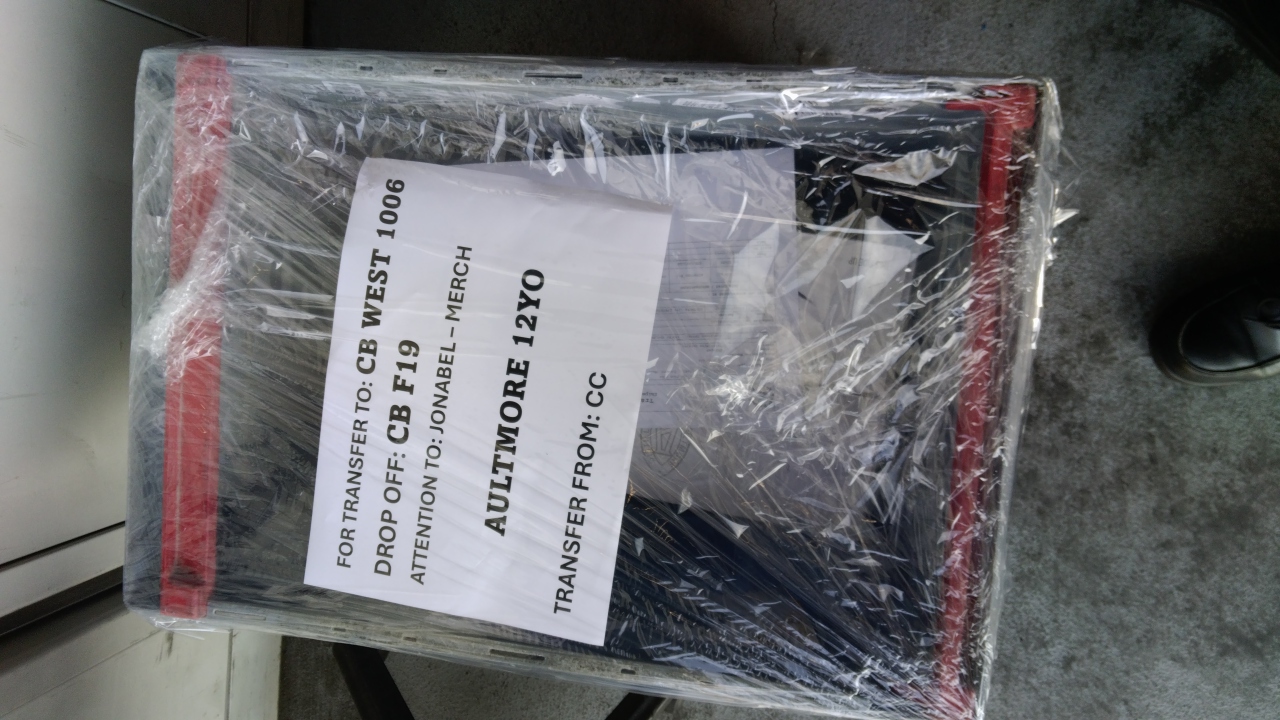 FOR TRANSFER TO: CB WEST 1006
DROP OFF: CB F19
ATTENTION TO: JONABEL – MERCH
AULTMORE 12YO
TRANSFER FROM: CC